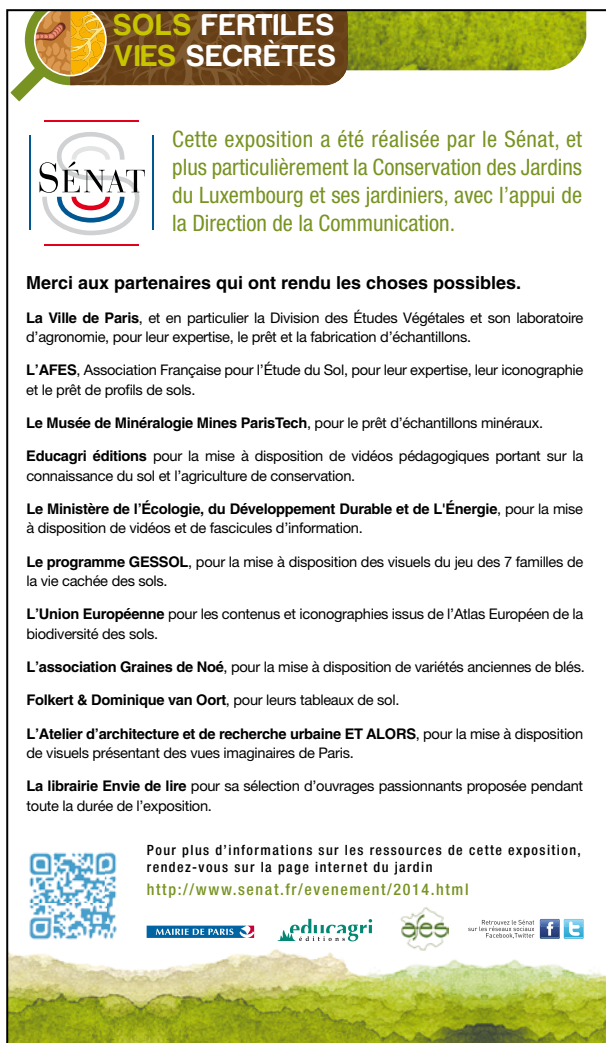 SOLS FERTILES
VIES SECRÈTES
SÉNAT
Cette exposition a été réalisée par le Sénat, et
plus particulièrement la Conservation des Jardins
du Luxembourg et ses jardiniers, avec l'appui de
la Direction de la Communication.
Merci aux partenaires qui ont rendu les choses possibles.
La Ville de Paris, et en particulier la Division des Études Végétales et son laboratoire
d'agronomie, pour leur expertise, le prêt et la fabrication d'échantillons.
L'AFES, Association Française pour l'Étude du Sol, pour leur expertise, leur iconographie
et le prêt de profils de sols.
Le Musée de Minéralogie Mines ParisTech, pour le prêt d'échantillons minéraux.
Educagri éditions pour la mise à disposition de vidéos pédagogiques portant sur la
connaissance du sol et l'agriculture de conservation.
Le Ministère de l'Écologie, du Développement Durable et de L'Énergie, pour la mise
à disposition de vidéos et de fascicules d'information.
Le programme GESSOL, pour la mise à disposition des visuels du jeu des 7 familles de
la vie cachée des sols.
L'Union Européenne pour les contenus et iconographies issus de l'Atlas Européen de la
biodiversité des sols.
L'association Graines de Noé, pour la mise à disposition de variétés anciennes de blés.
Folkert & Dominique van Oort, pour leurs tableaux de sol.
L'Atelier d'architecture et de recherche urbaine ET ALORS, pour la mise à disposition
de visuels présentant des vues imaginaires de Paris.
La librairie Envie de lire pour sa sélection d'ouvrages passionnants proposée pendant
toute la durée de l'exposition.
Pour plus d'informations sur les ressources de cette exposition,
rendez-vous sur la page internet du jardin
http://www.senat.fr/evenement/2014.html
MAIRIE DE PARIS
educagri
éditions
afes
Retrouvez le Sénat
sur les réseaux sociaux
Facebook,Twitter